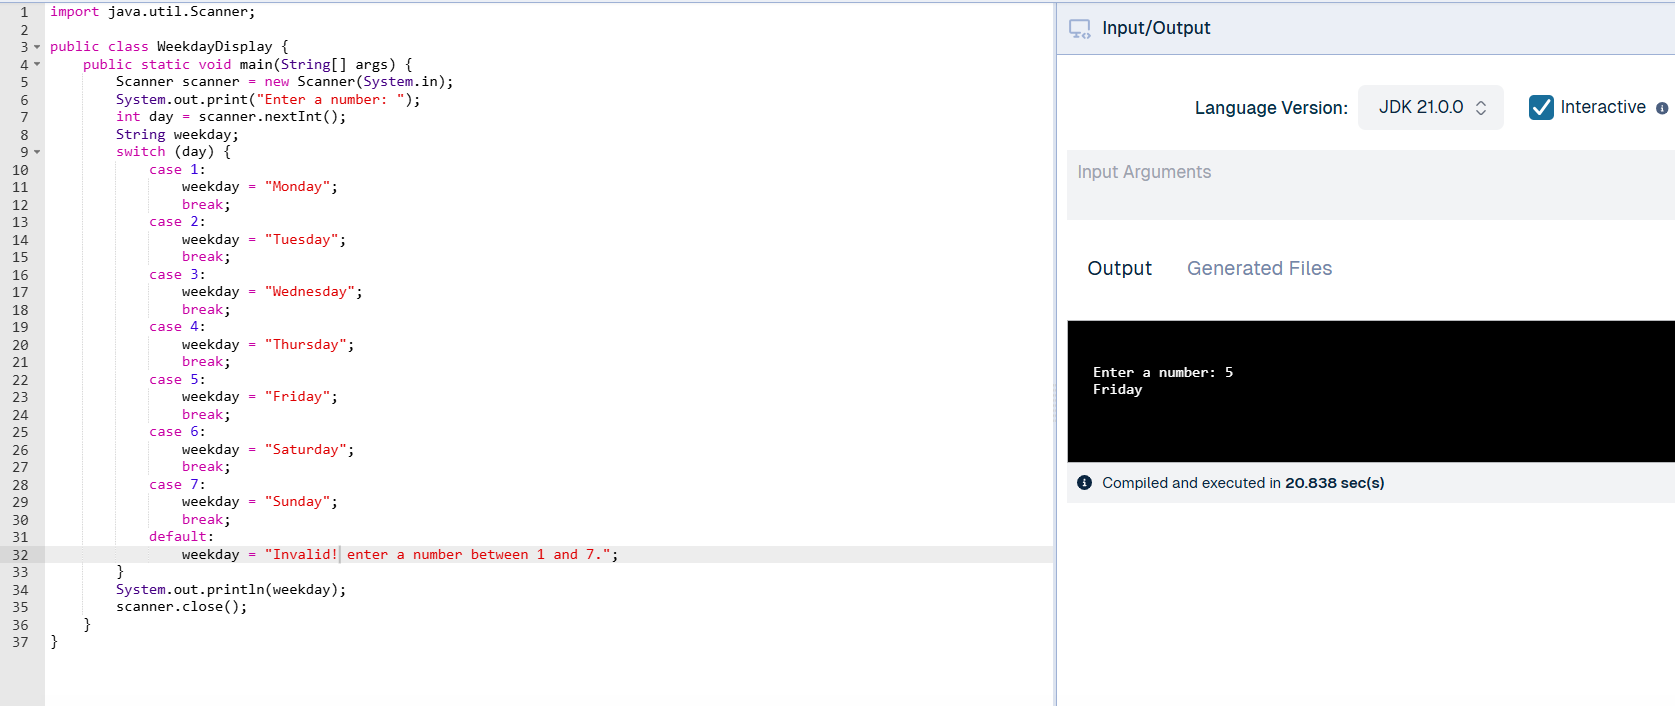 1 import java.util.Scanner;
2
3 public class WeekdayDisplay {
4     public static void main(String[] args) {
5         Scanner scanner = new Scanner(System.in);
6         System.out.print("Enter a number: ");
7         int day = scanner.nextInt();
8         String weekday;
9         switch (day) {
10             case 1:
11                 weekday = "Monday";
12                 break;
13             case 2:
14                 weekday = "Tuesday";
15                 break;
16             case 3:
17                 weekday = "Wednesday";
18                 break;
19             case 4:
20                 weekday = "Thursday";
21                 break;
22             case 5:
23                 weekday = "Friday";
24                 break;
25             case 6:
26                 weekday = "Saturday";
27                 break;
28             case 7:
29                 weekday = "Sunday";
30                 break;
31             default:
32                 weekday = "Invalid! enter a number between 1 and 7.";
33         }
34         System.out.println(weekday);
35         scanner.close();
36     }
37 }
Input/Output
Language Version: JDK 21.0.0 Interactive
Input Arguments
Output Generated Files
Enter a number: 5
Friday
Compiled and executed in 20.838 sec(s)